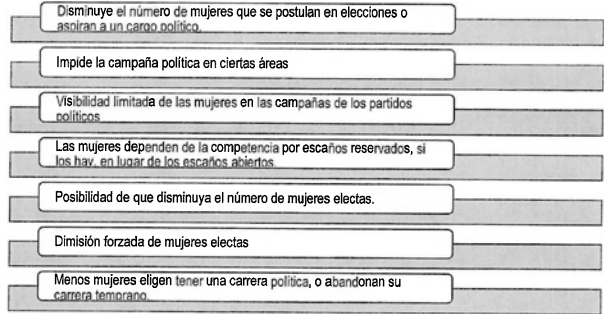 Disminuye el número de mujeres que se postulan en elecciones o
aspiran a un cargo político.
Impide la campaña política en ciertas áreas
Visibilidad limitada de las mujeres en las campañas de los partidos
políticos
Las mujeres dependen de la competencia por escaños reservados, si
los hay, en lugar de los escaños abiertos.
Posibilidad de que disminuya el número de mujeres electas.
Dimisión forzada de mujeres electas
Menos mujeres eligen tener una carrera política, o abandonan su
carrera temprano.